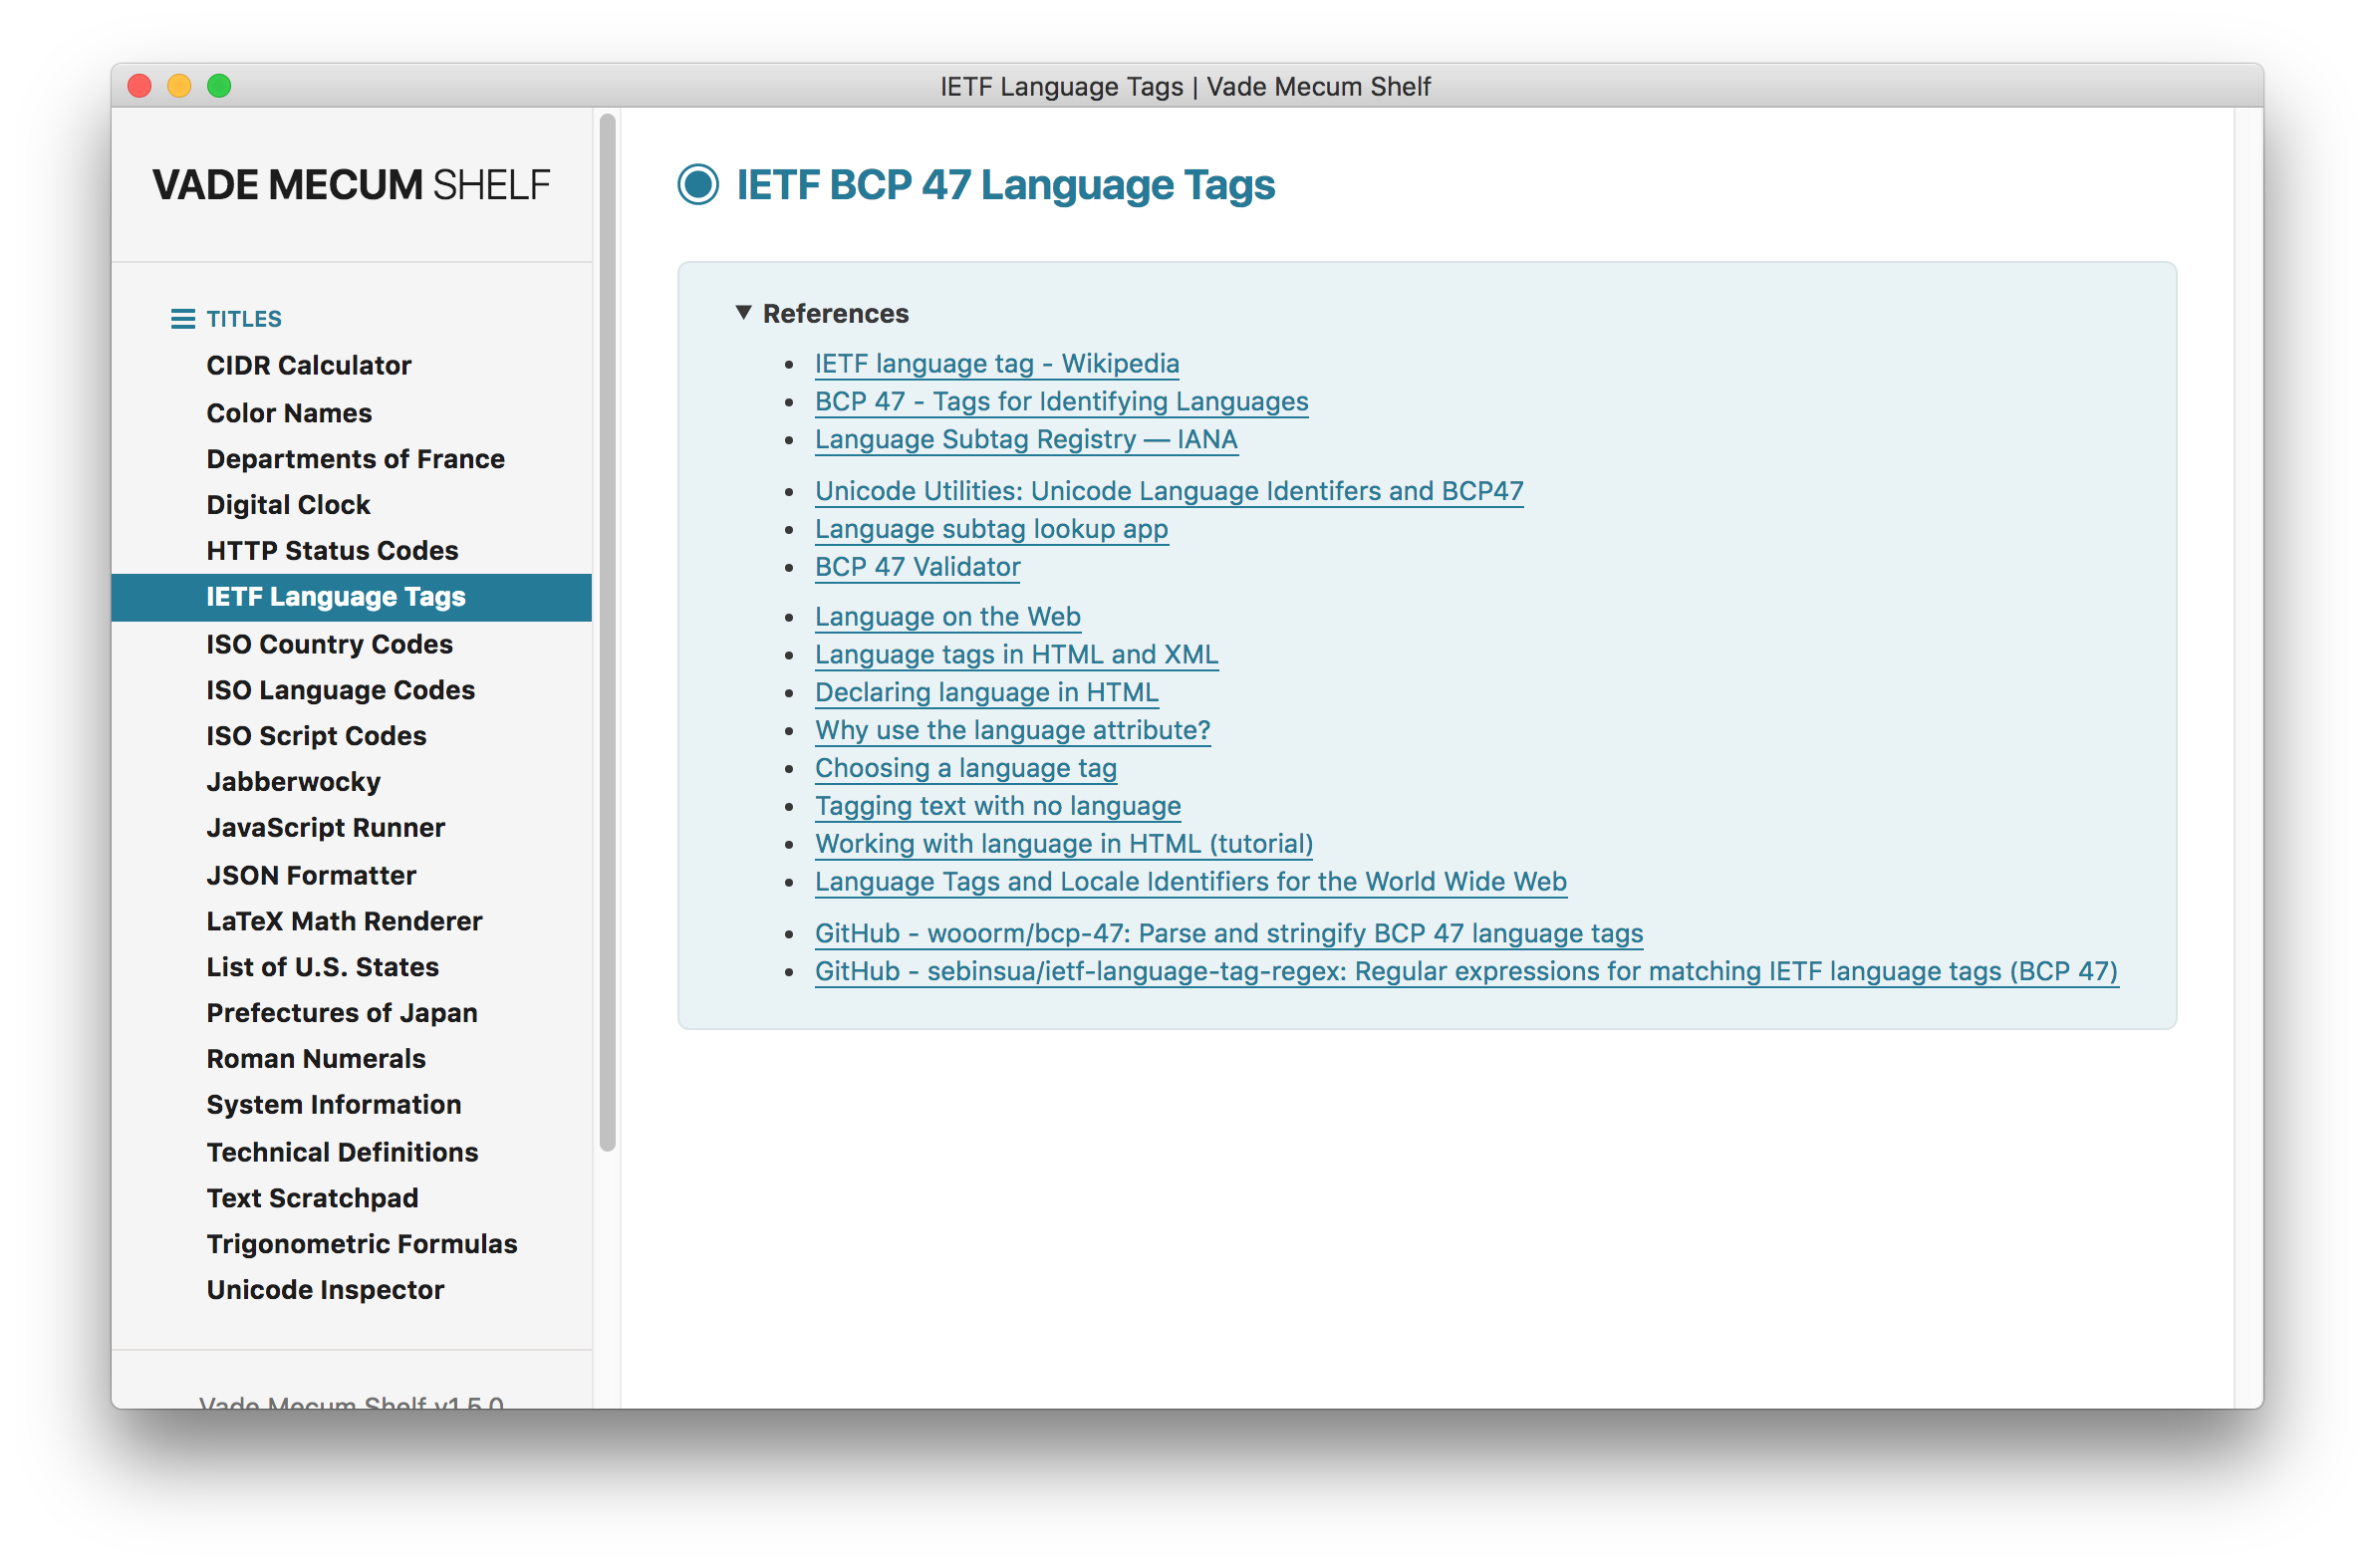 IETF Language Tags | Vade Mecum Shelf
VADE MECUM SHELF
TITLES
CIDR Calculator
Color Names
Departments of France
Digital Clock
HTTP Status Codes
IETF Language Tags
ISO Country Codes
ISO Language Codes
ISO Script Codes
Jabberwocky
JavaScript Runner
JSON Formatter
LaTeX Math Renderer
List of U.S. States
Prefectures of Japan
Roman Numerals
System Information
Technical Definitions
Text Scratchpad
Trigonometric Formulas
Unicode Inspector
Vade Mecum Shelf v1.5.0
IETF BCP 47 Language Tags
References
IETF language tag - Wikipedia
BCP 47 - Tags for Identifying Languages
Language Subtag Registry — IANA
Unicode Utilities: Unicode Language Identifers and BCP47
Language subtag lookup app
BCP 47 Validator
Language on the Web
Language tags in HTML and XML
Declaring language in HTML
Why use the language attribute?
Choosing a language tag
Tagging text with no language
Working with language in HTML (tutorial)
Language Tags and Locale Identifiers for the World Wide Web
GitHub - wooorm/bcp-47: Parse and stringify BCP 47 language tags
GitHub - sebinsua/ietf-language-tag-regex: Regular expressions for matching IETF language tags (BCP 47)